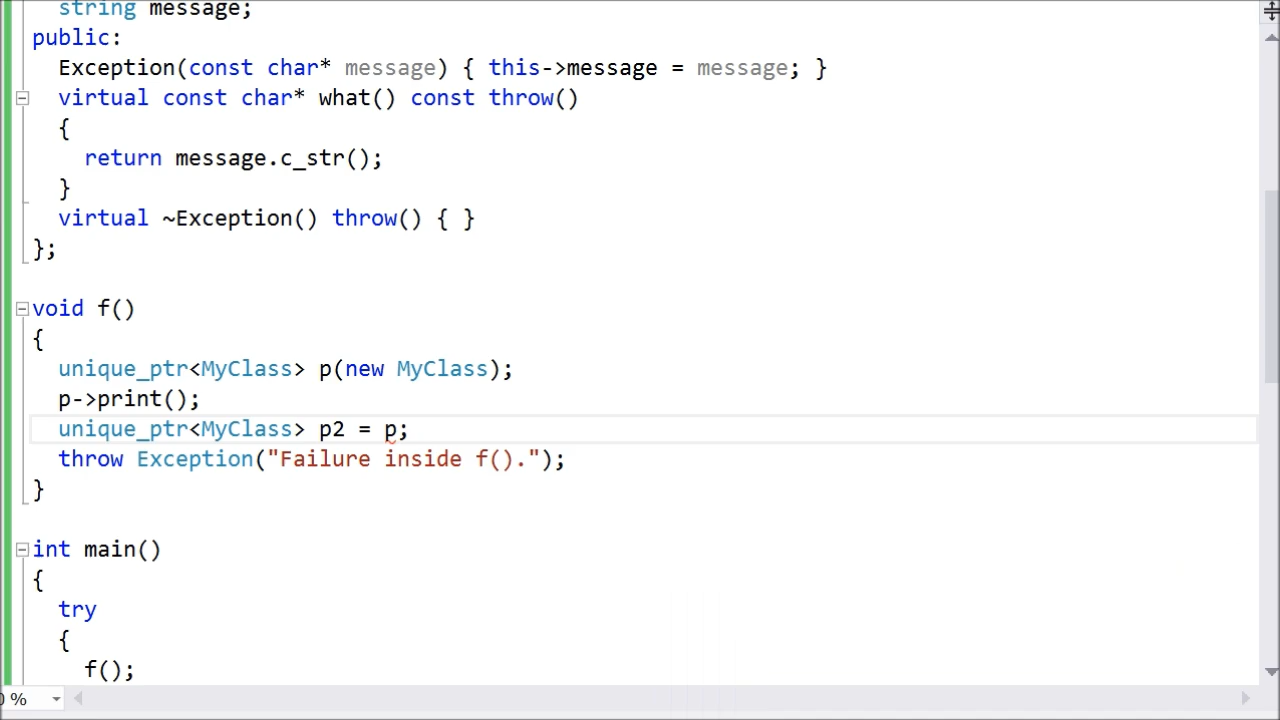 string message;
public:
Exception(const char* message) { this->message = message; }
virtual const char* what() const throw()
{
return message.c_str();
}
virtual ~Exception() throw() { }
};
void f()
{
unique_ptr<MyClass> p(new MyClass);
p->print();
unique_ptr<MyClass> p2 = p;
throw Exception("Failure inside f().");
}
int main()
{
try
{
f();
0 %